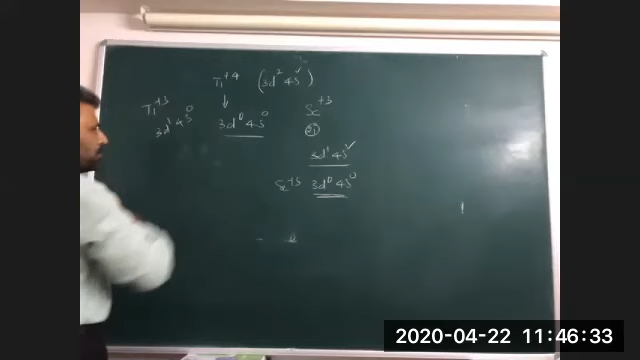 Ti+4 (3d² 4s²)
↓
Ti+3
3d¹ 4s⁰
3d⁰ 4s⁰
Sc+3
21
3d¹ 4s²
Sc+3 3d⁰ 4s⁰
2020-04-22 11:46:33